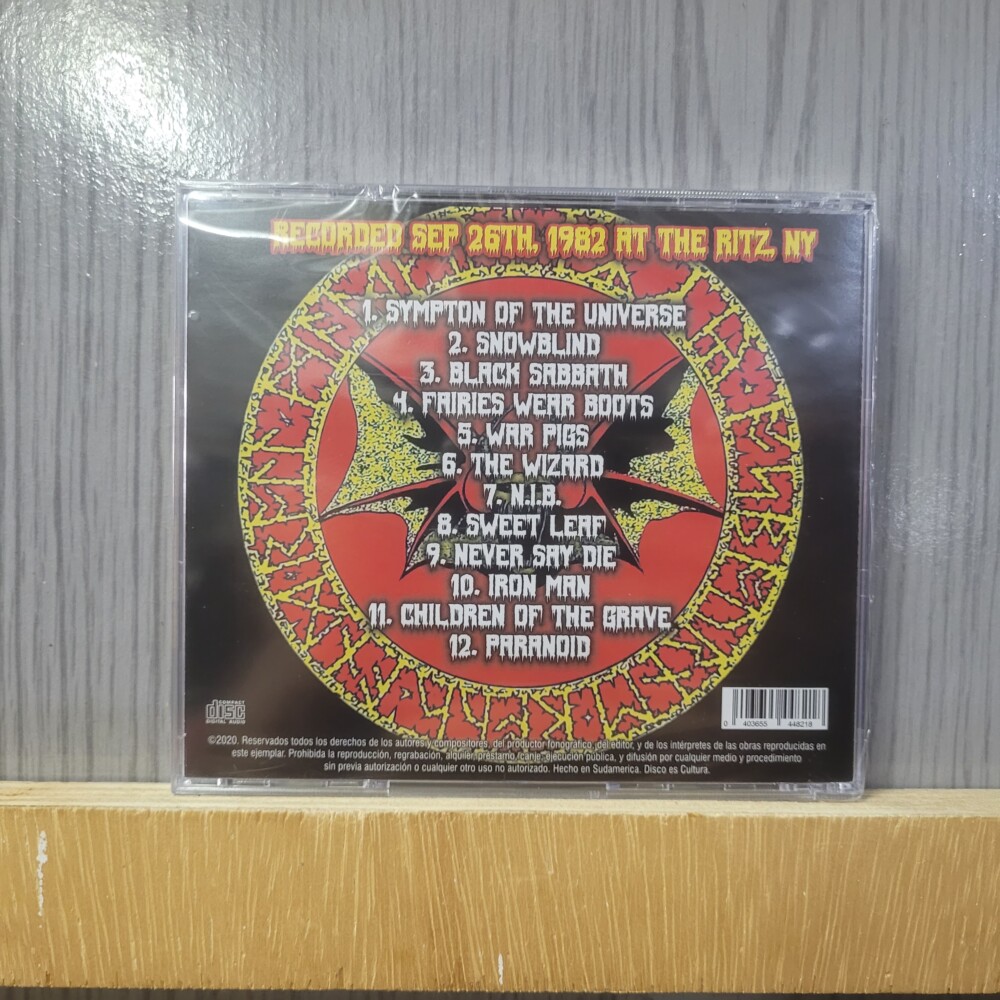 RECORDED SEP 26TH, 1982 AT THE RITZ, NY
1. SYMPTON OF THE UNIVERSE
2. SNOWBLIND
3. BLACK SABBATH
4. FAIRIES WEAR BOOTS
5. WAR PIGS
6. THE WIZARD
7. N.I.B.
8. SWEET LEAF
9. NEVER SAY DIE
10. IRON MAN
11. CHILDREN OF THE GRAVE
12. PARANOID
COMPACT
disc
DIGITAL AUDIO
0 403655 448218
©2020. Reservados todos los derechos de los autores y compositores, del productor fonográfico, del editor, y de los intérpretes de las obras reproducidas en
este ejemplar. Prohibida la reproducción, regrabación, alquiler, préstamo, canje, ejecución pública, y difusión por cualquier medio y procedimiento
sin previa autorización o cualquier otro uso no autorizado. Hecho en Sudamerica. Disco es Cultura.